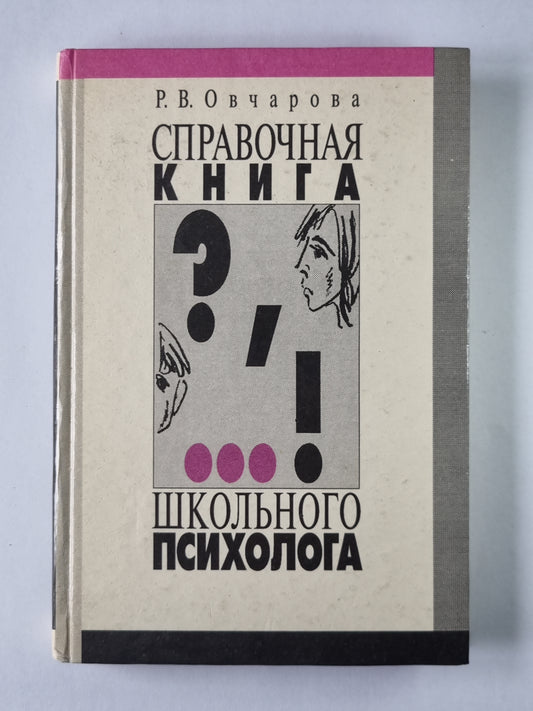 Р. В. Овчарова
СПРАВОЧНАЯ
КНИГА
?
,
!
...
ШКОЛЬНОГО
ПСИХОЛОГА